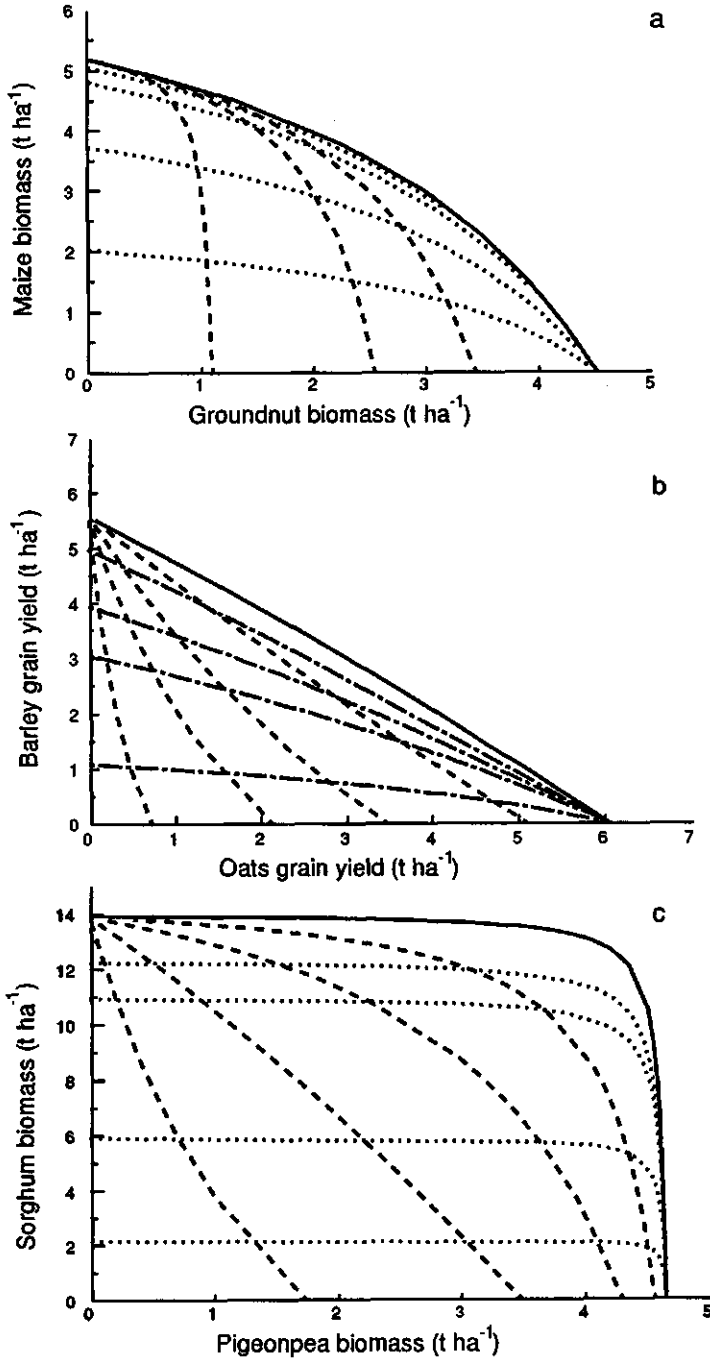 a
6
5
4
3
2
1
0
Maize biomass (t ha⁻¹)
0 1 2 3 4 5
Groundnut biomass (t ha⁻¹)
b
7
6
5
4
3
2
1
0
Barley grain yield (t ha⁻¹)
0 1 2 3 4 5 6 7
Oats grain yield (t ha⁻¹)
c
14
12
10
8
6
4
2
0
Sorghum biomass (t ha⁻¹)
0 1 2 3 4 5
Pigeonpea biomass (t ha⁻¹)